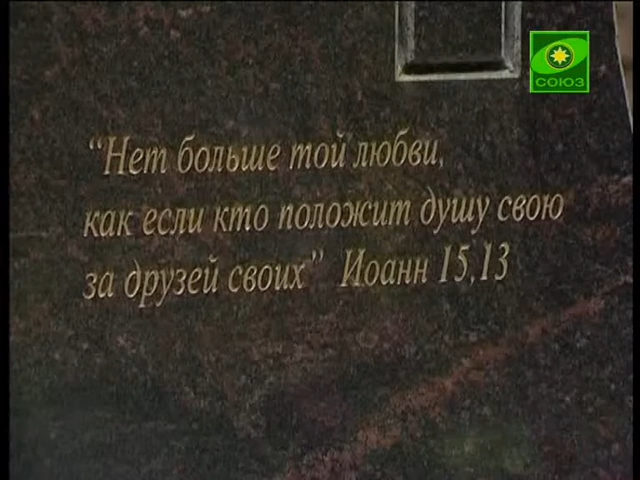 СОЮЗ
“Нет больше той любви,
как если кто положит душу свою
за друзей своих” Иоанн 15,13